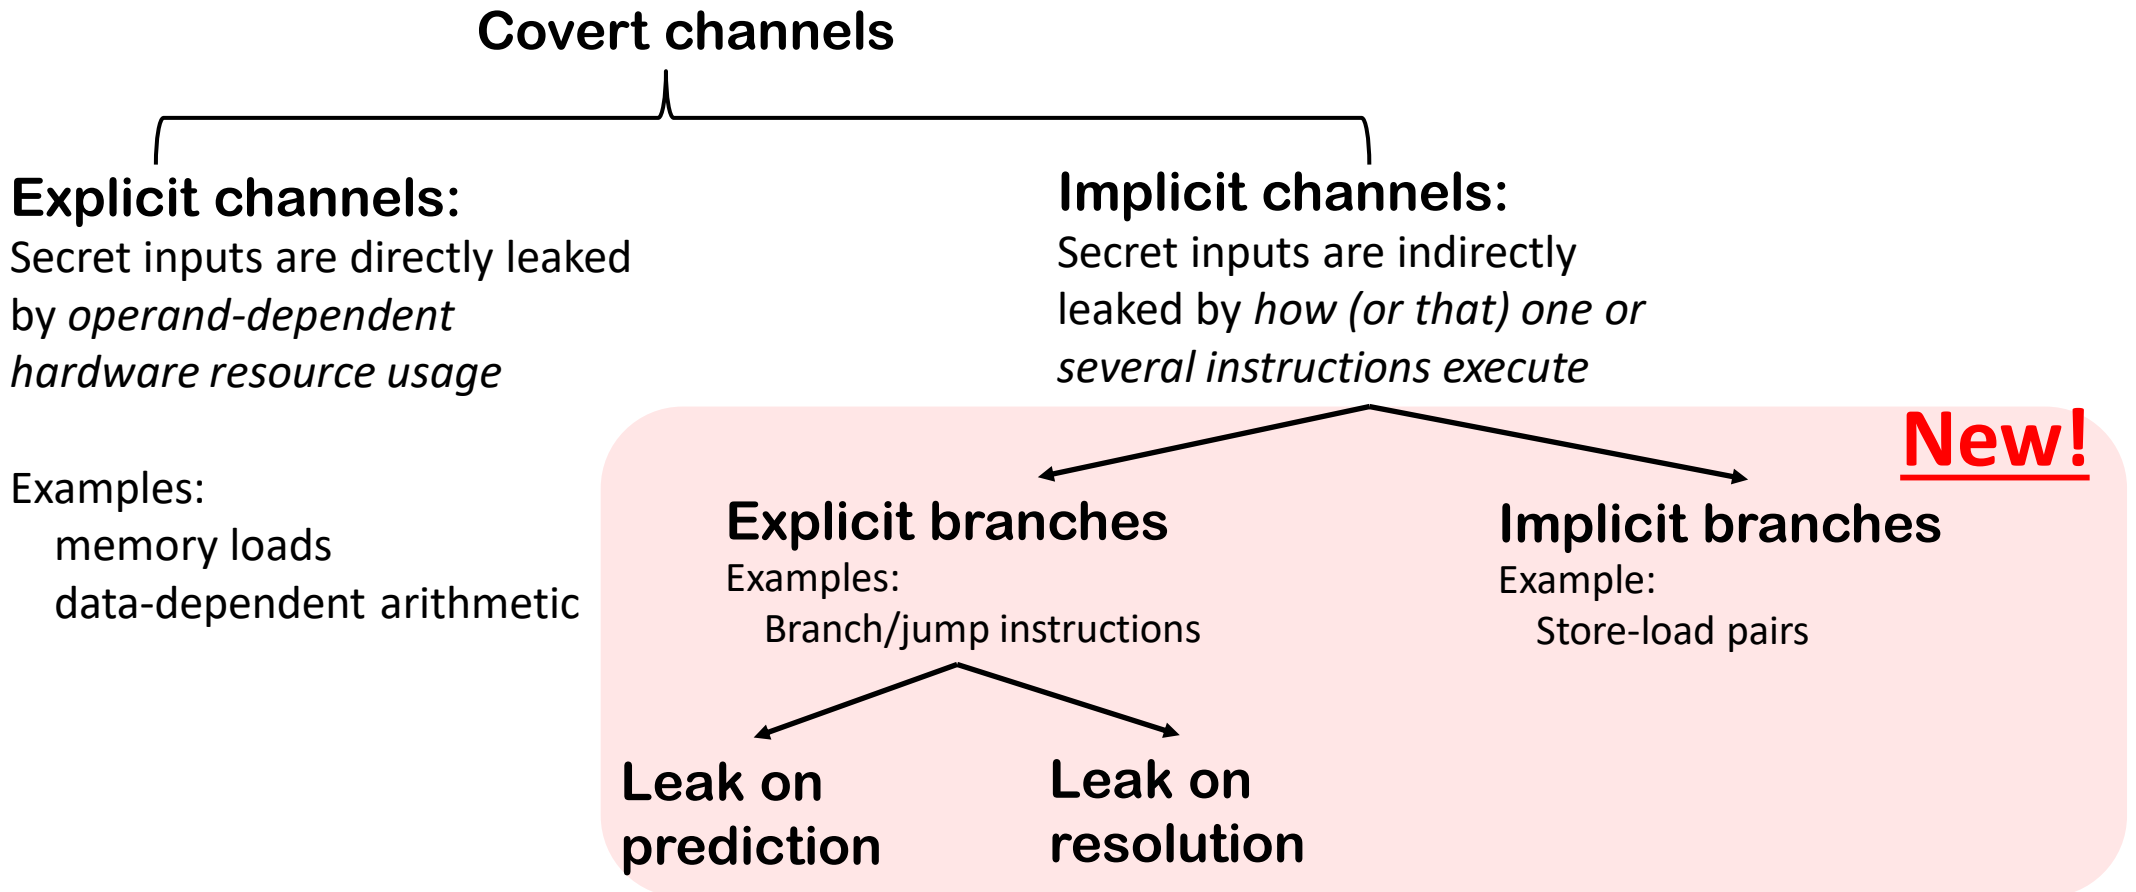 Covert channels
Explicit channels:
Secret inputs are directly leaked
by operand-dependent
hardware resource usage
Examples:
memory loads
data-dependent arithmetic
Implicit channels:
Secret inputs are indirectly
leaked by how (or that) one or
several instructions execute
New!
Explicit branches
Examples:
Branch/jump instructions
Implicit branches
Example:
Store-load pairs
Leak on
prediction
Leak on
resolution